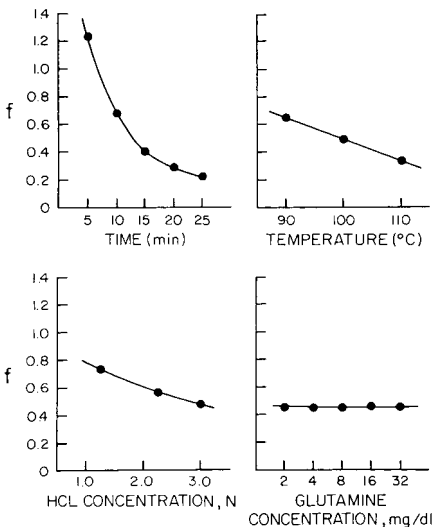 1.4
1.2
1.0
0.8
f
0.6
0.4
0.2
0
5 10 15 20 25
TIME (min)
90 100 110
TEMPERATURE (°C)
1.4
1.2
1.0
0.8
f
0.6
0.4
0.2
0
1.0 2.0 3.0
HCL CONCENTRATION, N
2 4 8 16 32
GLUTAMINE
CONCENTRATION, mg/dl